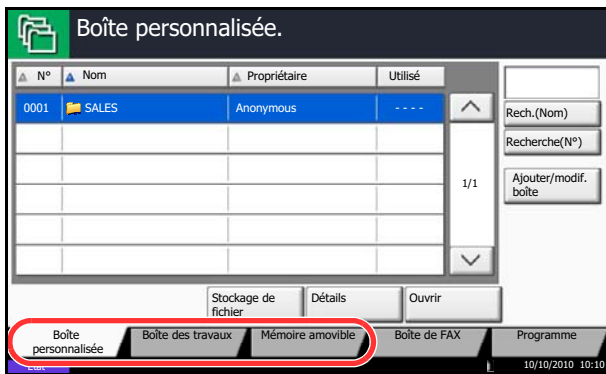 Boîte personnalisée.
N° Nom Propriétaire Utilisé
0001 SALES Anonymous - - - -
Rech.(Nom)
Recherche(N°)
1/1
Ajouter/modif.
boîte
Stockage de
fichier
Détails
Ouvrir
Boîte
personnalisée
Boîte des travaux
Mémoire amovible
Boîte de FAX
Programme
État
10/10/2010 10:10